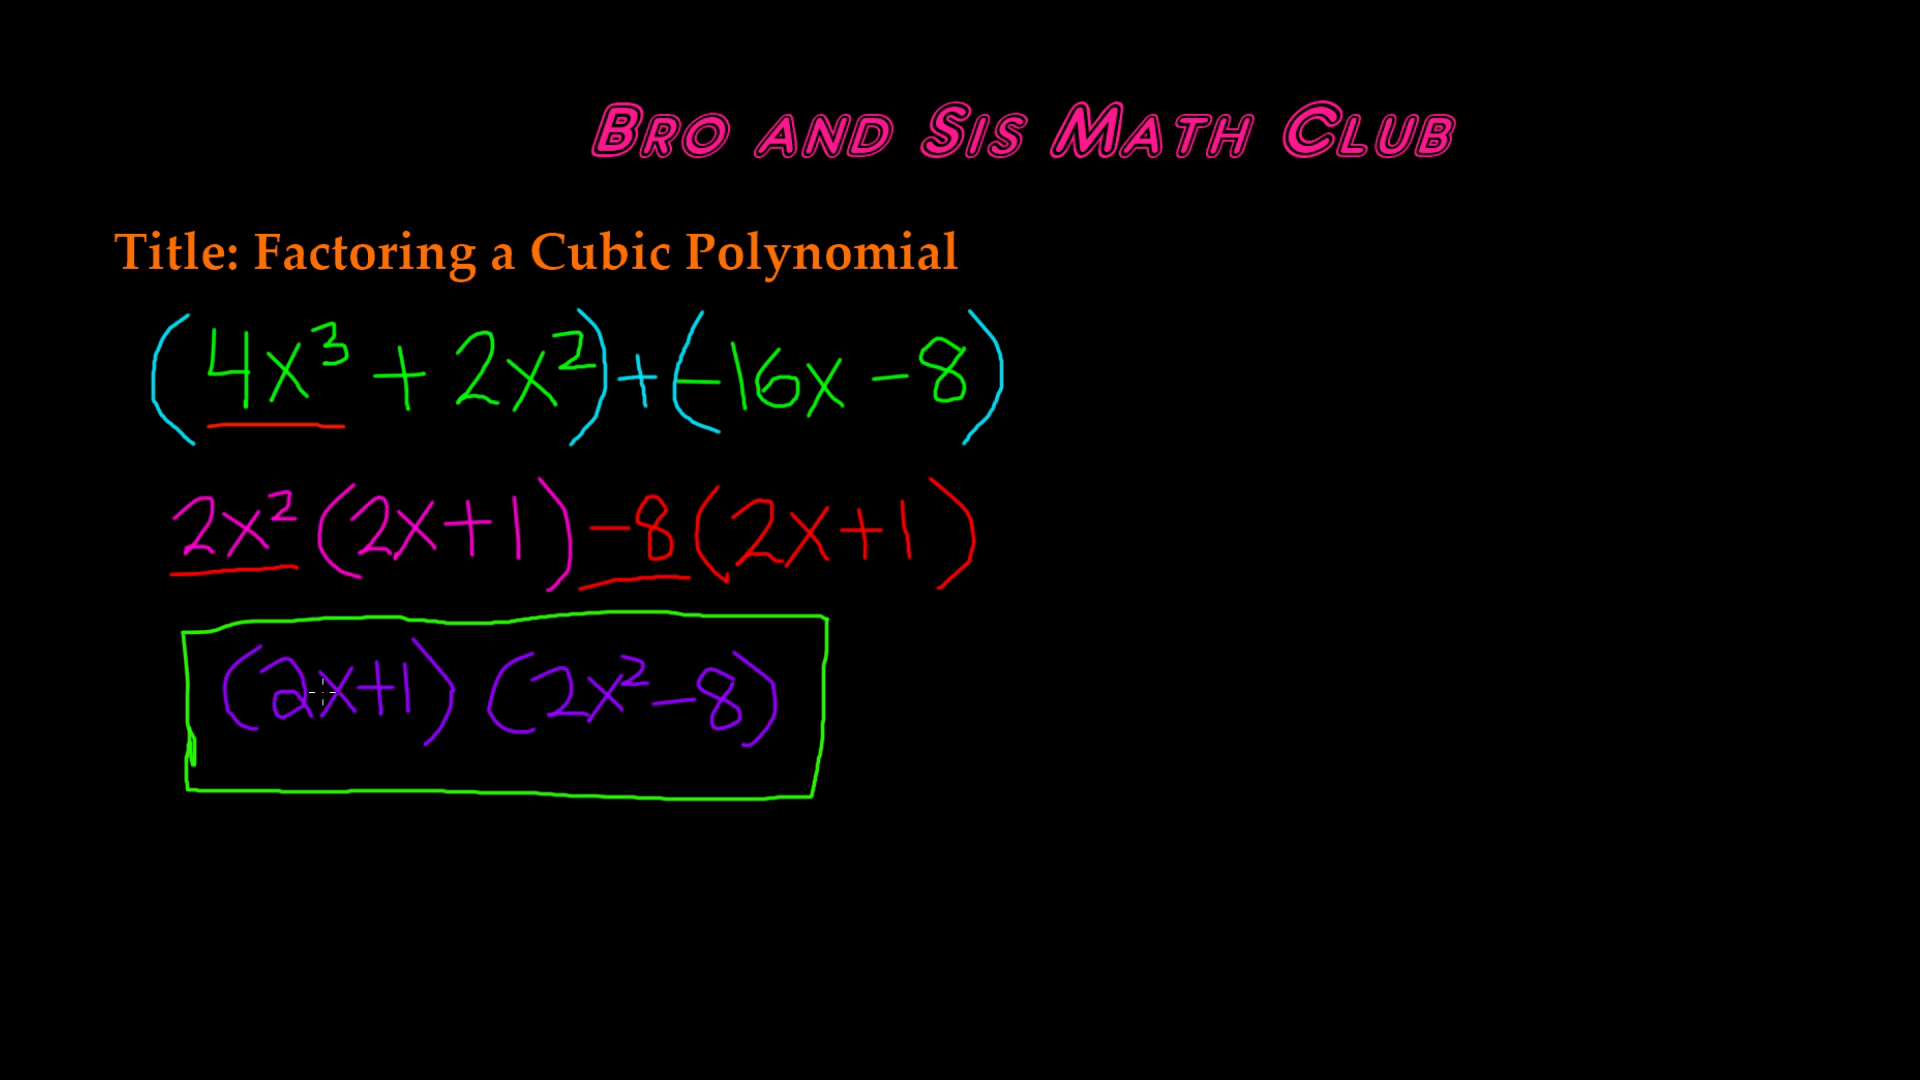 BRO AND SIS MATH CLUB
Title: Factoring a Cubic Polynomial
(4x³ + 2x²) + (-16x - 8)
2x² (2x+1) - 8 (2x+1)
(2x+1) (2x² - 8)